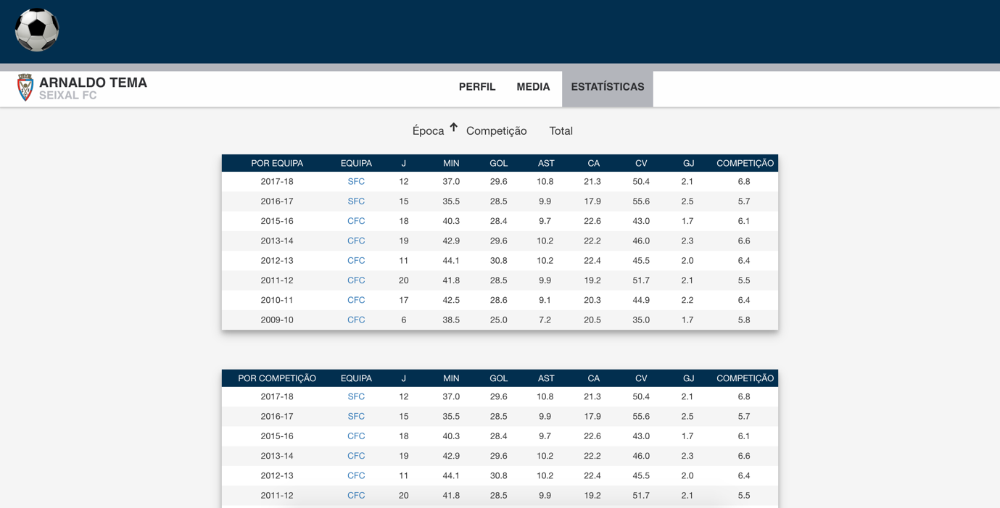 ARNALDO TEMA
SEIXAL FC
PERFIL MEDIA ESTATÍSTICAS
Época Competição Total
POR EQUIPA EQUIPA J MIN GOL AST CA CV GJ COMPETIÇÃO
2017-18 SFC 12 37.0 29.6 10.8 21.3 50.4 2.1 6.8
2016-17 SFC 15 35.5 28.5 9.9 17.9 55.6 2.5 5.7
2015-16 CFC 18 40.3 28.4 9.7 22.6 43.0 1.7 6.1
2013-14 CFC 19 42.9 29.6 10.2 22.2 46.0 2.3 6.6
2012-13 CFC 11 44.1 30.8 10.2 22.4 45.5 2.0 6.4
2011-12 CFC 20 41.8 28.5 9.9 19.2 51.7 2.1 5.5
2010-11 CFC 17 42.5 28.6 9.1 20.3 44.9 2.2 6.4
2009-10 CFC 6 38.5 25.0 7.2 20.5 35.0 1.7 5.8
POR COMPETIÇÃO EQUIPA J MIN GOL AST CA CV GJ COMPETIÇÃO
2017-18 SFC 12 37.0 29.6 10.8 21.3 50.4 2.1 6.8
2016-17 SFC 15 35.5 28.5 9.9 17.9 55.6 2.5 5.7
2015-16 CFC 18 40.3 28.4 9.7 22.6 43.0 1.7 6.1
2013-14 CFC 19 42.9 29.6 10.2 22.2 46.0 2.3 6.6
2012-13 CFC 11 44.1 30.8 10.2 22.4 45.5 2.0 6.4
2011-12 CFC 20 41.8 28.5 9.9 19.2 51.7 2.1 5.5